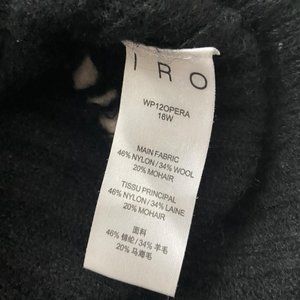 IRO
WP12OPERA
18W
MAIN FABRIC
46% NYLON / 34% WOOL
20% MOHAIR
TISSU PRINCIPAL
46% NYLON / 34% LAINE
20% MOHAIR
面料
46% 锦纶 / 34% 羊毛
20% 马海毛